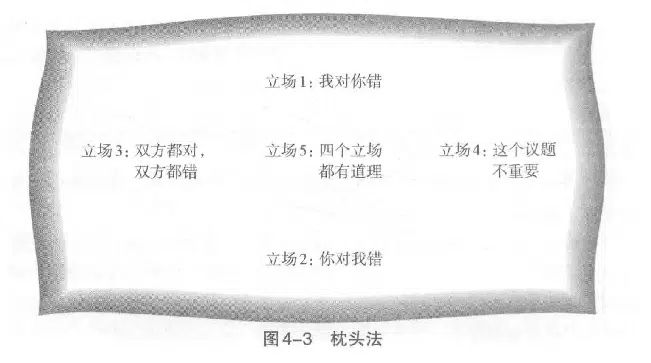 立场1：我对你错
立场3：双方都对，
双方都错
立场5：四个立场
都有道理
立场4：这个议题
不重要
立场2：你对我错
图4-3 枕头法